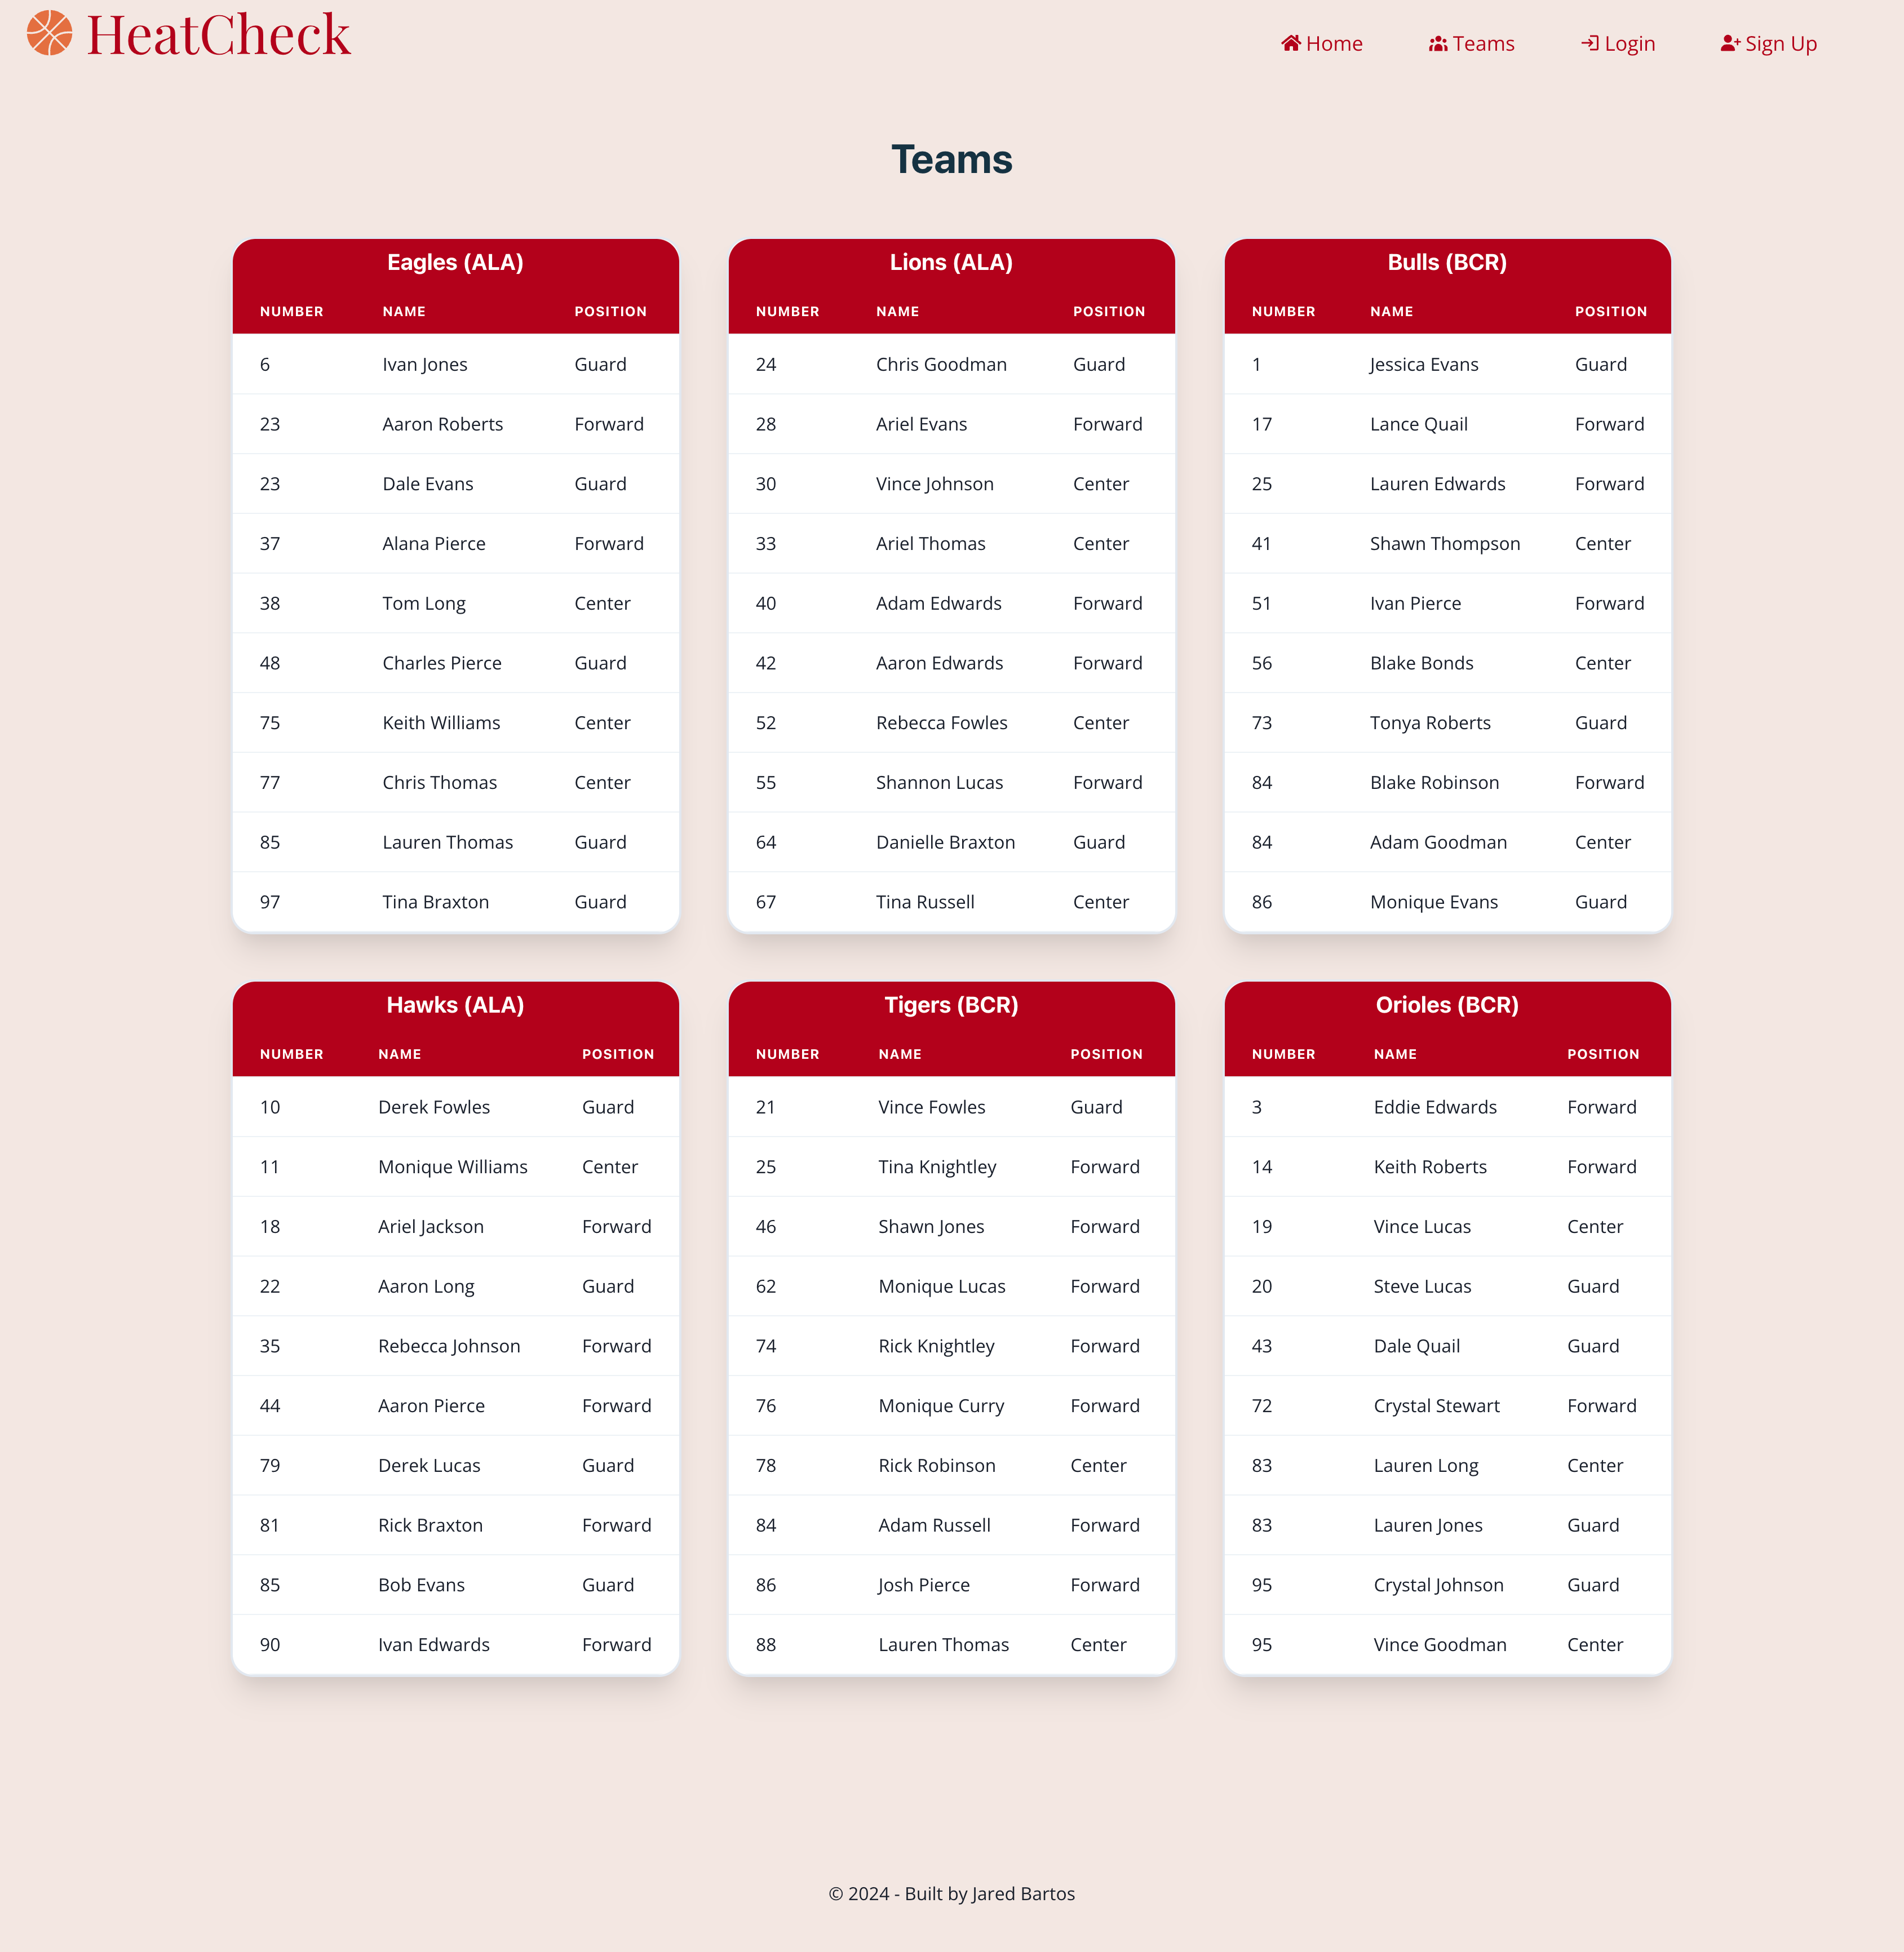 HeatCheck
Home Teams Login Sign Up
Teams
Eagles (ALA)
NUMBER NAME POSITION
6 Ivan Jones Guard
23 Aaron Roberts Forward
23 Dale Evans Guard
37 Alana Pierce Forward
38 Tom Long Center
48 Charles Pierce Guard
75 Keith Williams Center
77 Chris Thomas Center
85 Lauren Thomas Guard
97 Tina Braxton Guard
Lions (ALA)
NUMBER NAME POSITION
24 Chris Goodman Guard
28 Ariel Evans Forward
30 Vince Johnson Center
33 Ariel Thomas Center
40 Adam Edwards Forward
42 Aaron Edwards Forward
52 Rebecca Fowles Center
55 Shannon Lucas Forward
64 Danielle Braxton Guard
67 Tina Russell Center
Bulls (BCR)
NUMBER NAME POSITION
1 Jessica Evans Guard
17 Lance Quail Forward
25 Lauren Edwards Forward
41 Shawn Thompson Center
51 Ivan Pierce Forward
56 Blake Bonds Center
73 Tonya Roberts Guard
84 Blake Robinson Forward
84 Adam Goodman Center
86 Monique Evans Guard
Hawks (ALA)
NUMBER NAME POSITION
10 Derek Fowles Guard
11 Monique Williams Center
18 Ariel Jackson Forward
22 Aaron Long Guard
35 Rebecca Johnson Forward
44 Aaron Pierce Forward
79 Derek Lucas Guard
81 Rick Braxton Forward
85 Bob Evans Guard
90 Ivan Edwards Forward
Tigers (BCR)
NUMBER NAME POSITION
21 Vince Fowles Guard
25 Tina Knightley Forward
46 Shawn Jones Forward
62 Monique Lucas Forward
74 Rick Knightley Forward
76 Monique Curry Forward
78 Rick Robinson Center
84 Adam Russell Forward
86 Josh Pierce Forward
88 Lauren Thomas Center
Orioles (BCR)
NUMBER NAME POSITION
3 Eddie Edwards Forward
14 Keith Roberts Forward
19 Vince Lucas Center
20 Steve Lucas Guard
43 Dale Quail Guard
72 Crystal Stewart Forward
83 Lauren Long Center
83 Lauren Jones Guard
95 Crystal Johnson Guard
95 Vince Goodman Center
© 2024 - Built by Jared Bartos